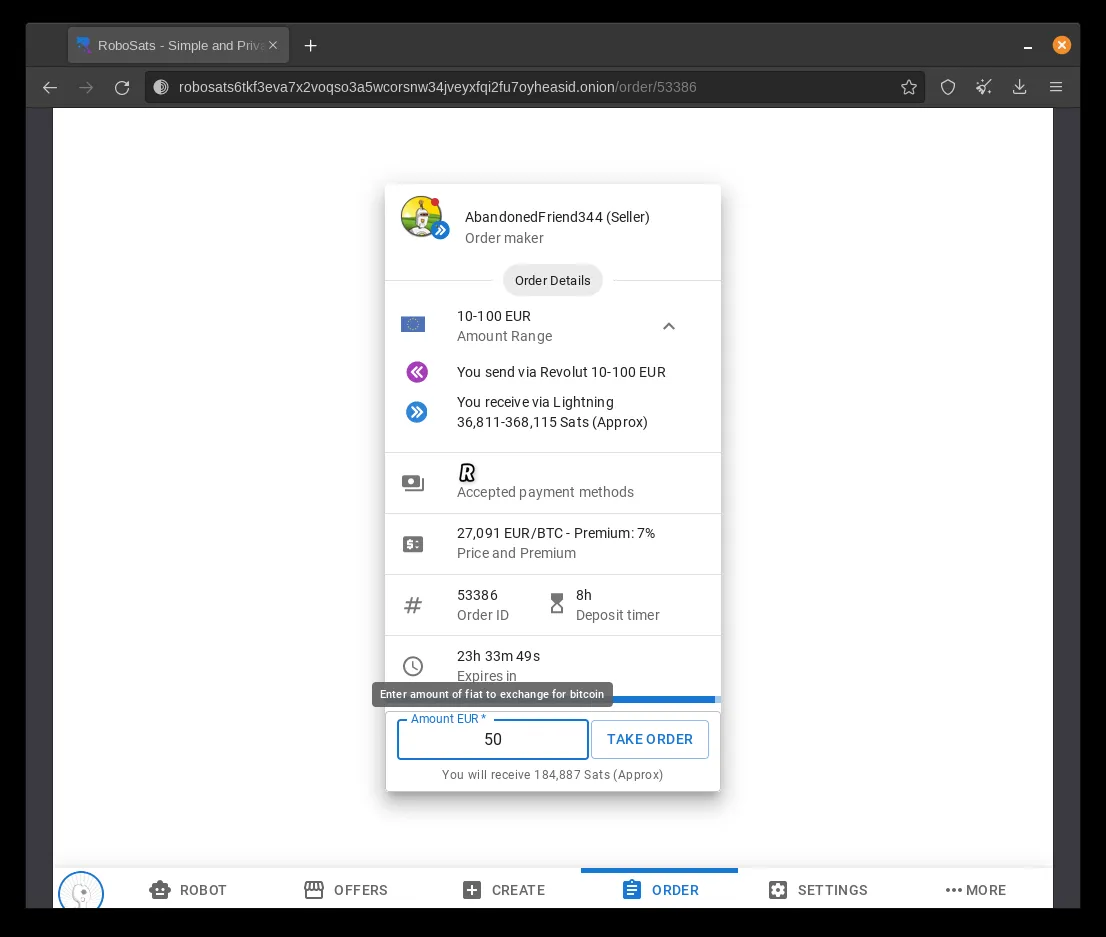 RoboSats - Simple and Priva
robosats6tkf3eva7x2voqso3a5wcorsnw34jveyxfqi2fu7oyheasid.onion/order/53386
AbandonedFriend344 (Seller)
Order maker
Order Details
10-100 EUR
Amount Range
You send via Revolut 10-100 EUR
You receive via Lightning
36,811-368,115 Sats (Approx)
R
Accepted payment methods
27,091 EUR/BTC - Premium: 7%
Price and Premium
53386
Order ID
8h
Deposit timer
23h 33m 49s
Expires in
Enter amount of fiat to exchange for bitcoin
Amount EUR *
50
TAKE ORDER
You will receive 184,887 Sats (Approx)
ROBOT
OFFERS
CREATE
ORDER
SETTINGS
MORE